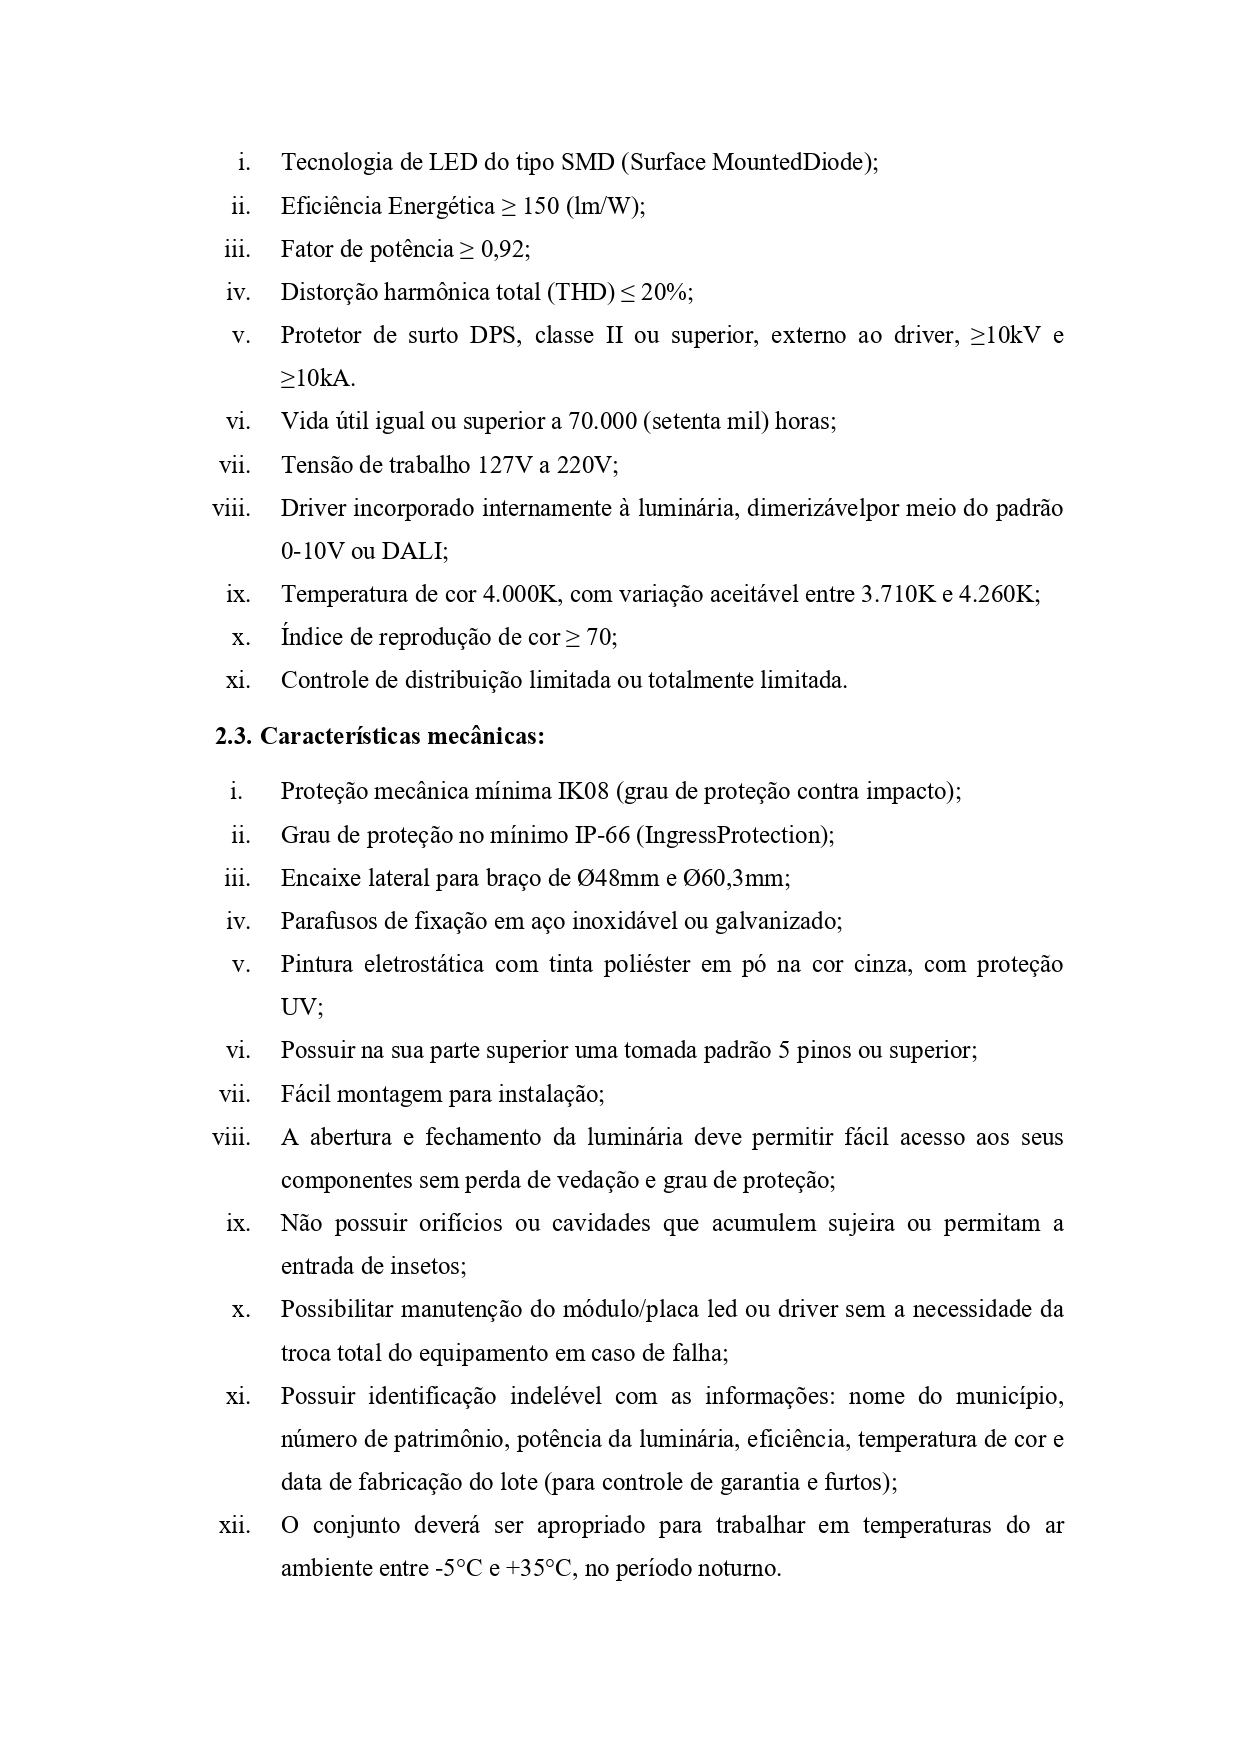 i. Tecnologia de LED do tipo SMD (Surface MountedDiode);
ii. Eficiência Energética ≥ 150 (lm/W);
iii. Fator de potência ≥ 0,92;
iv. Distorção harmônica total (THD) ≤ 20%;
v. Protetor de surto DPS, classe II ou superior, externo ao driver, ≥10kV e
≥10kA.
vi. Vida útil igual ou superior a 70.000 (setenta mil) horas;
vii. Tensão de trabalho 127V a 220V;
viii. Driver incorporado internamente à luminária, dimerizávelpor meio do padrão
0-10V ou DALI;
ix. Temperatura de cor 4.000K, com variação aceitável entre 3.710K e 4.260K;
x. Índice de reprodução de cor ≥ 70;
xi. Controle de distribuição limitada ou totalmente limitada.
2.3. Características mecânicas:
i. Proteção mecânica mínima IK08 (grau de proteção contra impacto);
ii. Grau de proteção no mínimo IP-66 (IngressProtection);
iii. Encaixe lateral para braço de Ø48mm e Ø60,3mm;
iv. Parafusos de fixação em aço inoxidável ou galvanizado;
v. Pintura eletrostática com tinta poliéster em pó na cor cinza, com proteção
UV;
vi. Possuir na sua parte superior uma tomada padrão 5 pinos ou superior;
vii. Fácil montagem para instalação;
viii. A abertura e fechamento da luminária deve permitir fácil acesso aos seus
componentes sem perda de vedação e grau de proteção;
ix. Não possuir orifícios ou cavidades que acumulem sujeira ou permitam a
entrada de insetos;
x. Possibilitar manutenção do módulo/placa led ou driver sem a necessidade da
troca total do equipamento em caso de falha;
xi. Possuir identificação indelével com as informações: nome do município,
número de patrimônio, potência da luminária, eficiência, temperatura de cor e
data de fabricação do lote (para controle de garantia e furtos);
xii. O conjunto deverá ser apropriado para trabalhar em temperaturas do ar
ambiente entre -5°C e +35°C, no período noturno.